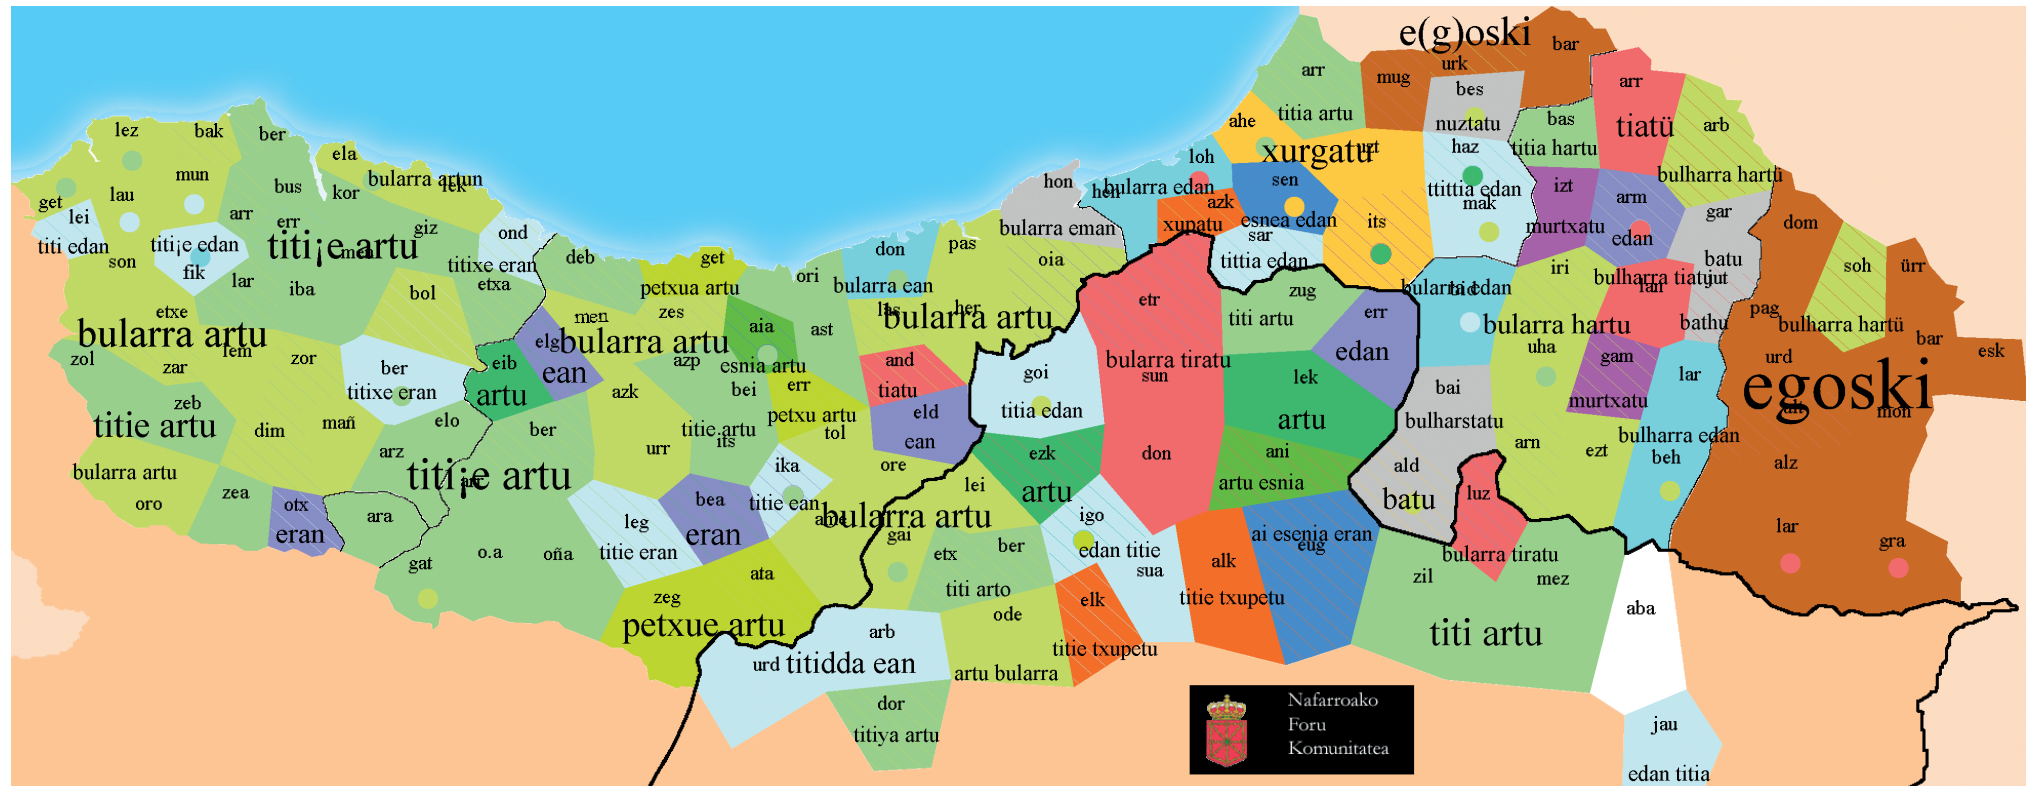 e(g)oski
bar
urk
mug
arr
bes
arr
titia artu
nuztatu
bas
tiatü
arb
titia hartu
lez
bak
ber
ahe
xurgatu
haz
ela
loh
mun
bus
kor
bularra artun
hon
bularra edan
sen
ttittia edan
izt
bulharra hartü
lau
get
lei
arr
err
giz
azk
mak
arm
gar
titi edan
titi¡e edan
titi¡e artu
ond
bularra eman
xupatu
esnea edan
its
murtxatu
edan
dom
fik
son
titixe eran
deb
get
don
pas
oia
sar
tittia edan
iri
batu
soh
ürr
lar
iba
bol
etxa
petxua artu
ori
bularra ean
etr
zug
bularra edan
bulharra tiatu
jut
etxe
men
zes
aia
ast
her
titi artu
err
pag
bularra artu
elg
bularra artu
bularra artu
bularra hartu
bathu
bulharra hartü
bar
esk
zol
lem
zor
zar
ber
eib
ean
azp
esnia artu
and
goi
bularra tiratu
edan
uha
gam
lar
urd
titixe eran
artu
azk
bei
err
tiatu
sun
lek
bai
murtxatu
egoski
zeb
titie artu
dim
mañ
elo
ber
petxu artu
eld
titia edan
artu
bulharstatu
mon
titie artu
its
tol
ean
bularra edan
arz
urr
ika
ore
ezk
don
ani
arn
ezt
beh
bularra artu
titi¡e artu
ald
alz
oro
zea
otx
ara
leg
bea
titie ean
lei
artu
artu esnia
batu
luz
eran
o.a
oña
titie eran
eran
bularra artu
igo
ai esenia eran
lar
gai
edan titie
eug
gra
gat
etx
ber
alk
bularra tiratu
ata
sua
zil
mez
zeg
titi arto
elk
titie txupetu
petxue artu
arb
ode
titi artu
aba
urd
titidda ean
titie txupetu
artu bularra
dor
Nafarroako
Foru
Komunitatea
titiya artu
jau
edan titia